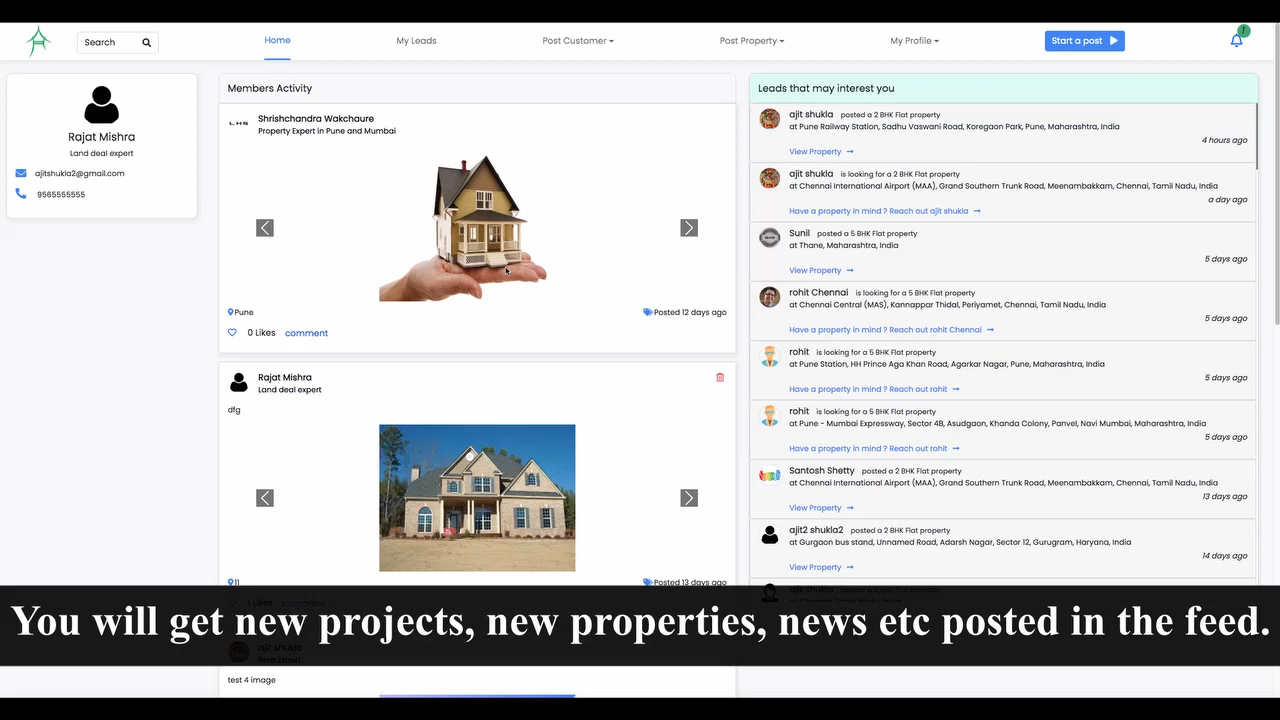 Search
Home
My Leads
Post Customer
Post Property
My Profile
Start a post
Rajat Mishra
Land deal expert
ajitshukla2@gmail.com
9565555555
Members Activity
LHS
Shrishchandra Wakchaure
Property Expert in Pune and Mumbai
Pune
Posted 12 days ago
0 Likes comment
Rajat Mishra
Land deal expert
dfg
11
Posted 13 days ago
1 Likes comment
ajit shukla
test 4 image
Leads that may interest you
ajit shukla posted a 2 BHK Flat property
at Pune Railway Station, Sadhu Vaswani Road, Koregaon Park, Pune, Maharashtra, India
4 hours ago
View Property
ajit shukla is looking for a 2 BHK Flat property
at Chennai International Airport (MAA), Grand Southern Trunk Road, Meenambakkam, Chennai, Tamil Nadu, India
a day ago
Have a property in mind ? Reach out ajit shukla
Sunil posted a 5 BHK Flat property
at Thane, Maharashtra, India
5 days ago
View Property
rohit Chennai is looking for a 5 BHK Flat property
at Chennai Central (MAS), Kannappar Thidal, Periyamet, Chennai, Tamil Nadu, India
5 days ago
Have a property in mind ? Reach out rohit Chennai
rohit is looking for a 5 BHK Flat property
at Pune Station, HH Prince Aga Khan Road, Agarkar Nagar, Pune, Maharashtra, India
5 days ago
Have a property in mind ? Reach out rohit
rohit is looking for a 5 BHK Flat property
at Pune - Mumbai Expressway, Sector 4B, Asudgaon, Khanda Colony, Panvel, Navi Mumbai, Maharashtra, India
5 days ago
Have a property in mind ? Reach out rohit
Santosh Shetty posted a 2 BHK Flat property
at Chennai International Airport (MAA), Grand Southern Trunk Road, Meenambakkam, Chennai, Tamil Nadu, India
13 days ago
View Property
ajit2 shukla2 posted a 2 BHK Flat property
at Gurgaon bus stand, Unnamed Road, Adarsh Nagar, Sector 12, Gurugram, Haryana, India
14 days ago
View Property
ajit shukla
You will get new projects, new properties, news etc posted in the feed.